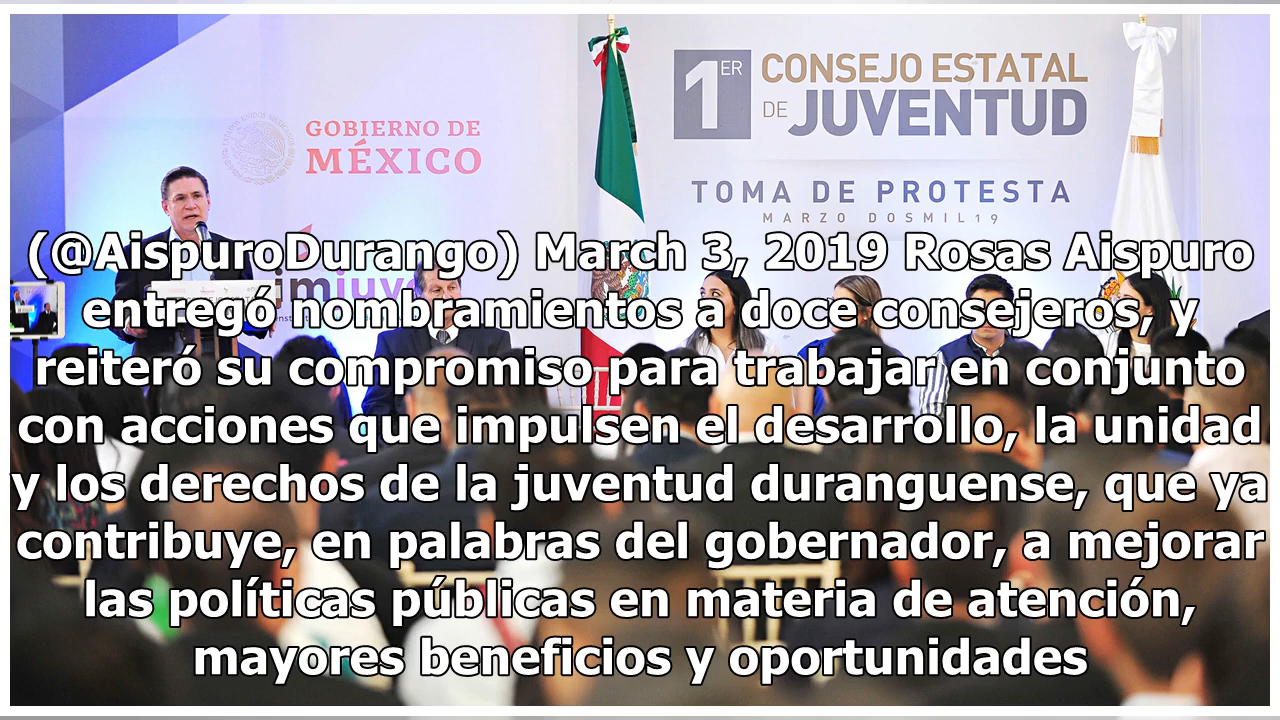 1ER CONSEJO ESTATAL
DE JUVENTUD
GOBIERNO DE
MÉXICO
TOMA DE PROTESTA
MARZO DOSMIL19
(@AispuroDurango) March 3, 2019 Rosas Aispuro
entregó nombramientos a doce consejeros, y
reiteró su compromiso para trabajar en conjunto
con acciones que impulsen el desarrollo, la unidad
y los derechos de la juventud duranguense, que ya
contribuye, en palabras del gobernador, a mejorar
las políticas públicas en materia de atención,
mayores beneficios y oportunidades